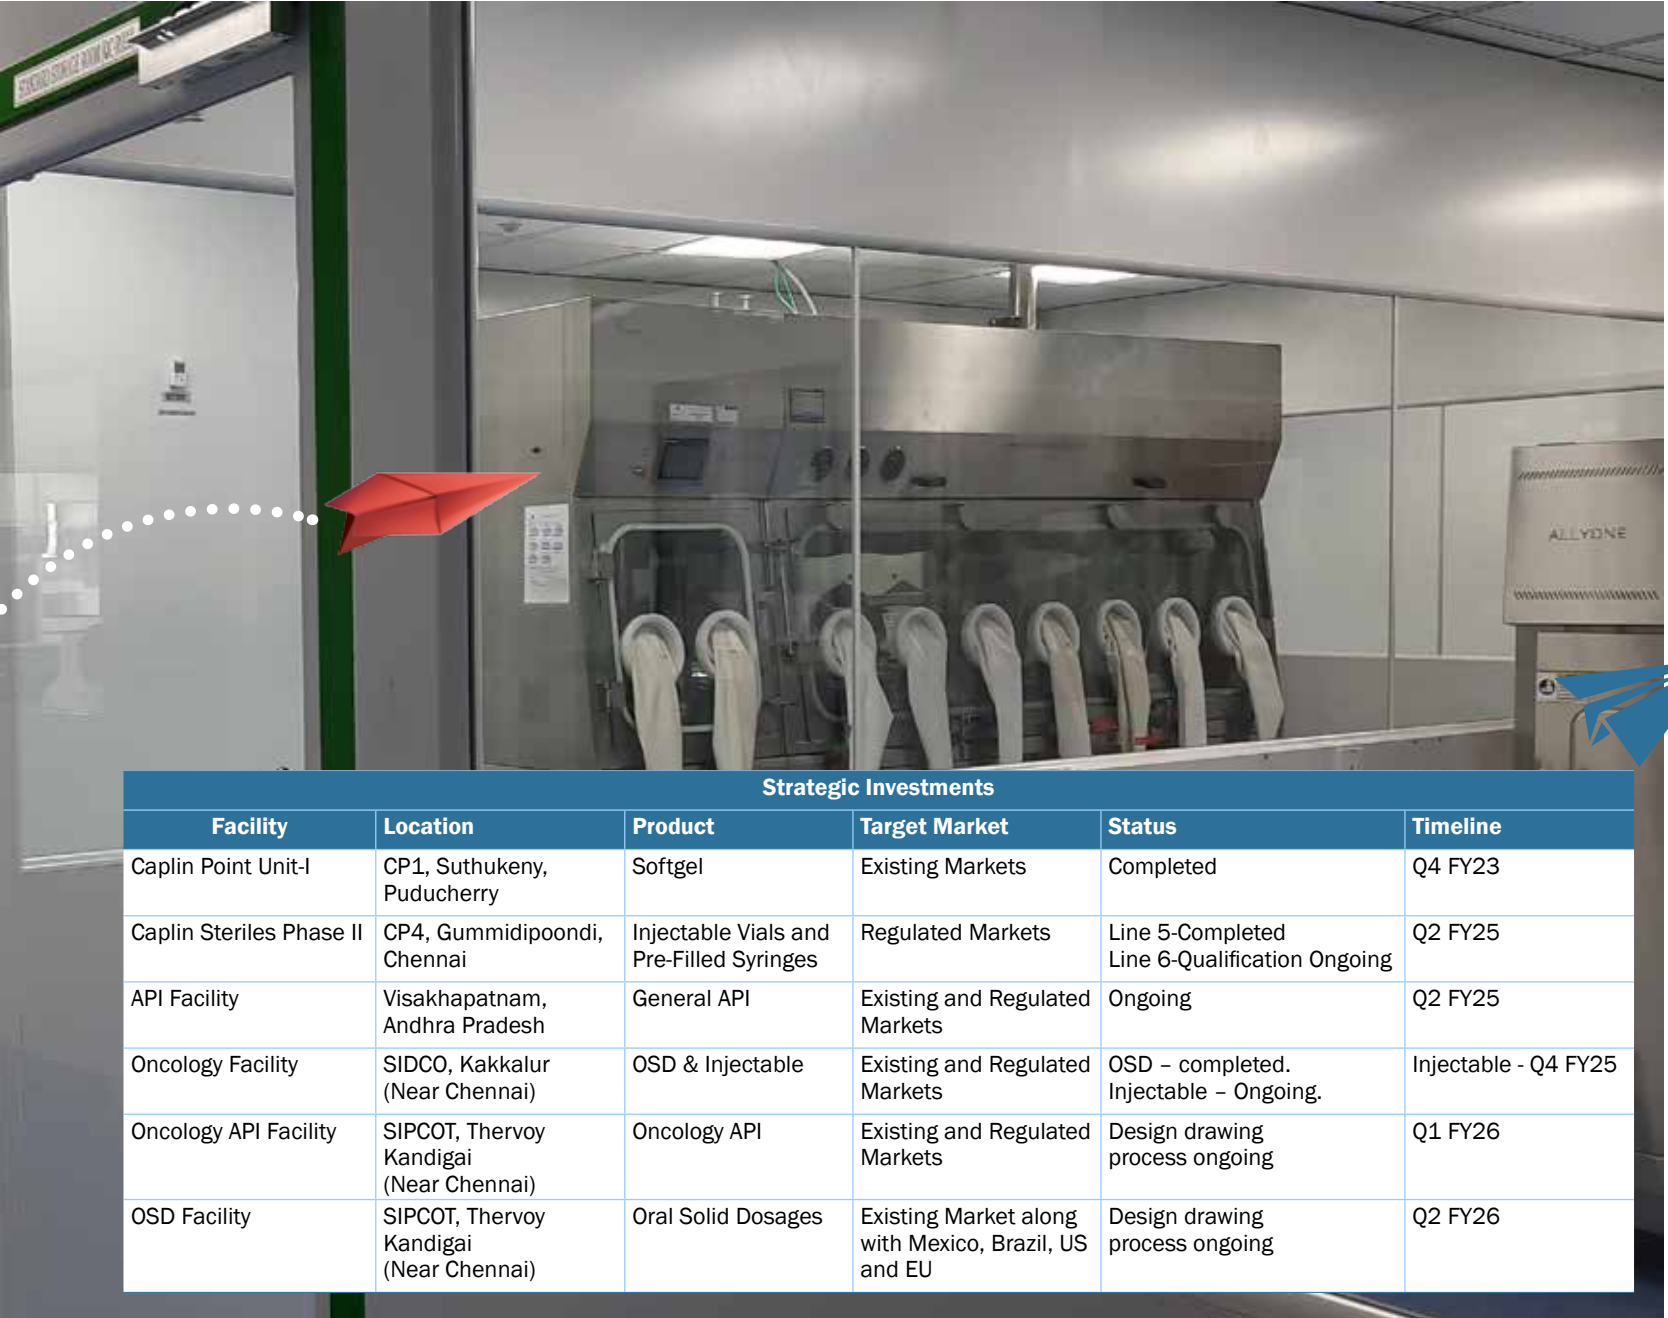 ALLYONE
Strategic Investments
Facility Location Product Target Market Status Timeline
Caplin Point Unit-I CP1, Suthukeny, Softgel Existing Markets Completed Q4 FY23
Puducherry
Caplin Steriles Phase II CP4, Gummidipoondi, Injectable Vials and Regulated Markets Line 5-Completed Q2 FY25
Chennai Pre-Filled Syringes Line 6-Qualification Ongoing
API Facility Visakhapatnam, General API Existing and Regulated Ongoing Q2 FY25
Andhra Pradesh Markets
Oncology Facility SIDCO, Kakkalur OSD & Injectable Existing and Regulated OSD – completed. Injectable - Q4 FY25
(Near Chennai) Markets Injectable – Ongoing.
Oncology API Facility SIPCOT, Thervoy Oncology API Existing and Regulated Design drawing Q1 FY26
Kandigai Markets process ongoing
(Near Chennai)
OSD Facility SIPCOT, Thervoy Oral Solid Dosages Existing Market along Design drawing Q2 FY26
Kandigai with Mexico, Brazil, US process ongoing
(Near Chennai) and EU